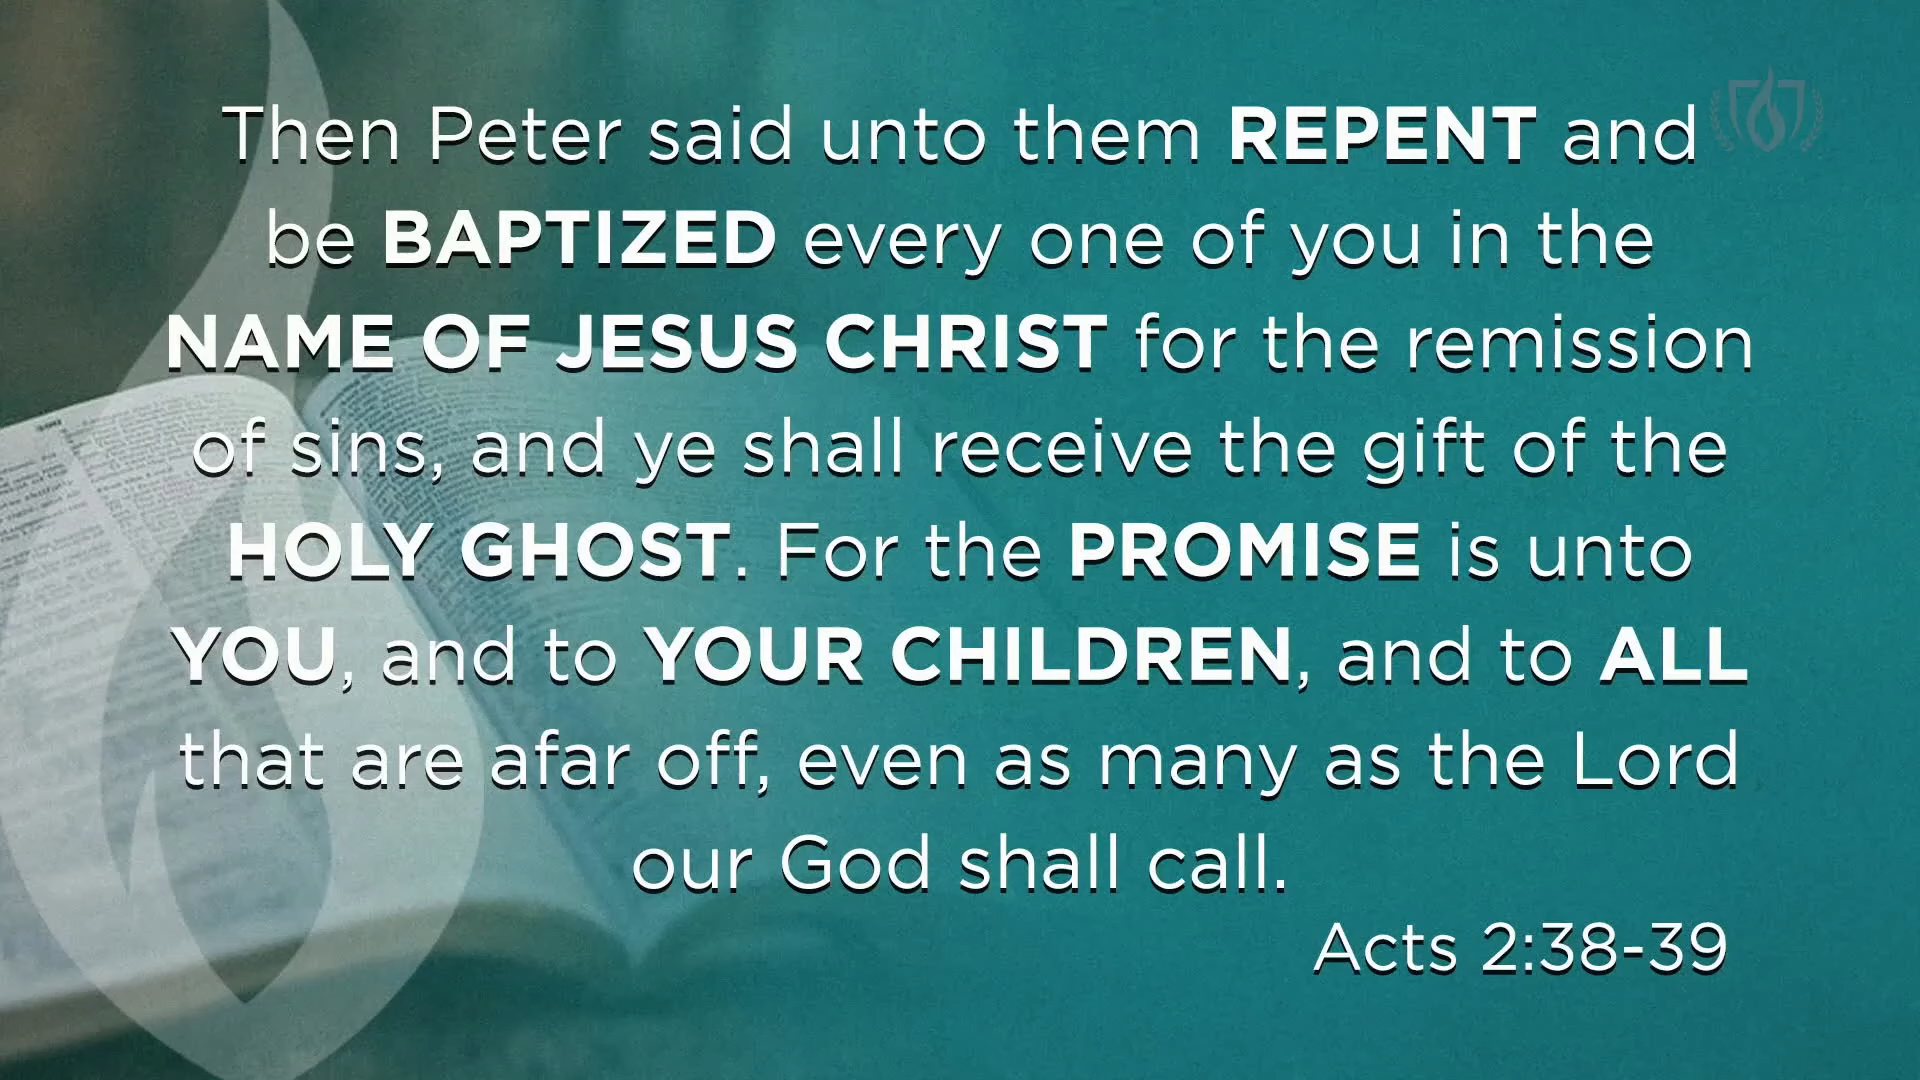 Then Peter said unto them REPENT and
be BAPTIZED every one of you in the
NAME OF JESUS CHRIST for the remission
of sins, and ye shall receive the gift of the
HOLY GHOST. For the PROMISE is unto
YOU, and to YOUR CHILDREN, and to ALL
that are afar off, even as many as the Lord
our God shall call.
Acts 2:38-39